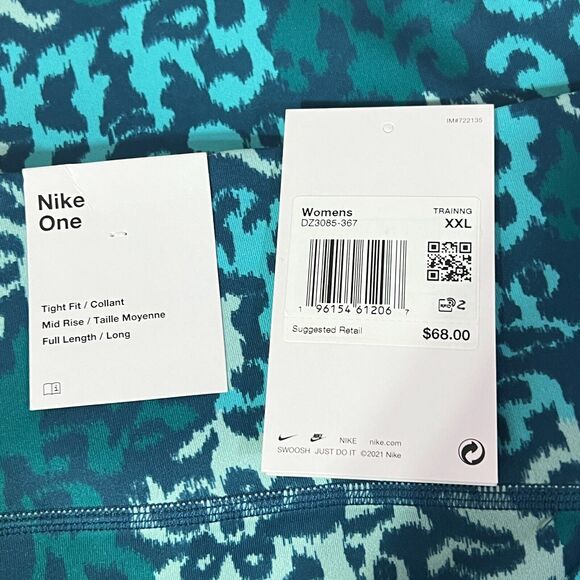 Nike
One
Tight Fit / Collant
Mid Rise / Taille Moyenne
Full Length / Long
IM#722135
Womens
DZ3085-367
TRAINNG
XXL
1 96154 61206 7
2
Suggested Retail
$68.00
NIKE nike.com
SWOOSH JUST DO IT ©2021 Nike